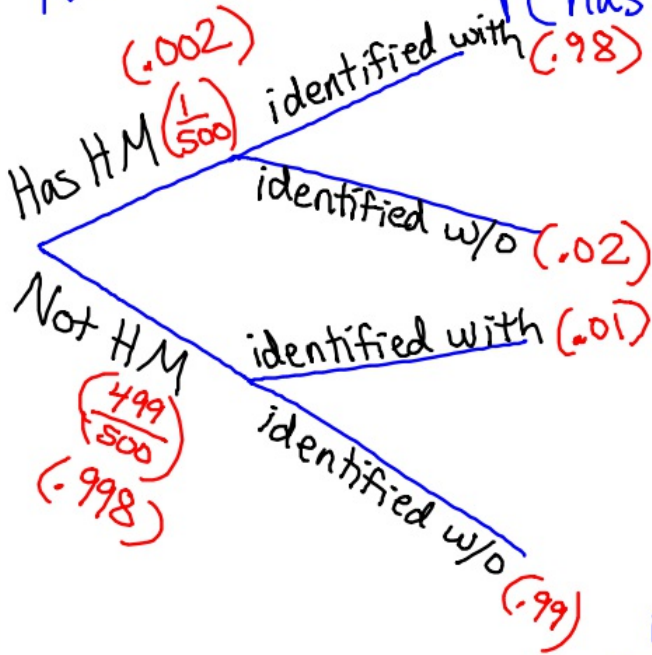 P(has
(.002)
Has HM (1/500)
identified with (.98)
identified w/o (.02)
Not HM
(499/500)
(.998)
identified with (.01)
identified w/o (.99)